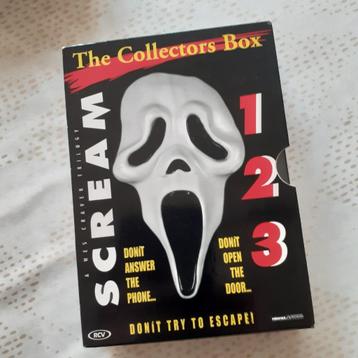 The Collectors Box
A WES CRAVEN TRILOGY
SCREAM
1
2
3
DONiT
ANSWER
THE
PHONE...
DONiT
OPEN
THE
DOOR...
DONiT TRY TO ESCAPE!
RCV